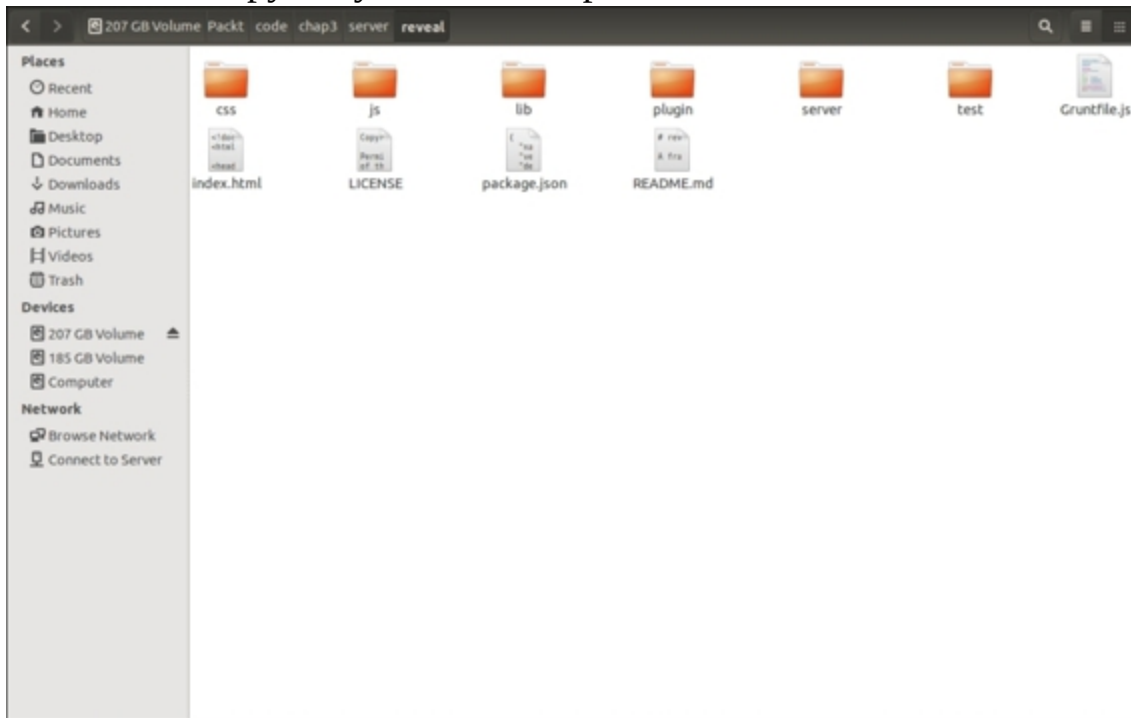 207 GB Volume Packt code chap3 server reveal
Places
Recent
Home
Desktop
Documents
Downloads
Music
Pictures
Videos
Trash
Devices
207 GB Volume
185 GB Volume
Computer
Network
Browse Network
Connect to Server
css js lib plugin server test Gruntfile.js
index.html LICENSE package.json README.md